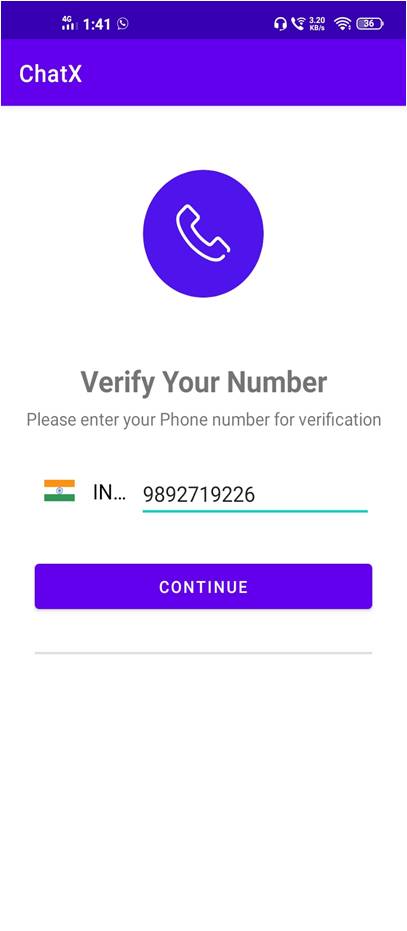 4G 1:41 3.20 KB/s 36
ChatX
Verify Your Number
Please enter your Phone number for verification
IN... 9892719226
CONTINUE